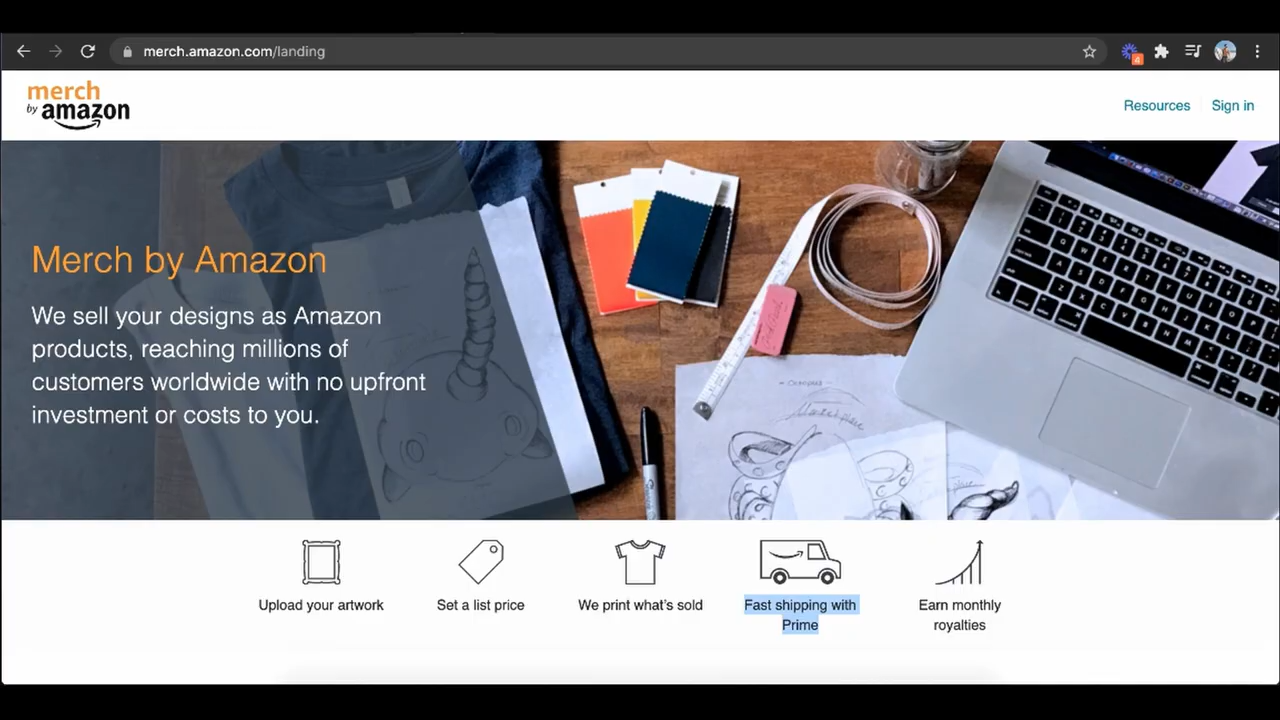 merch.amazon.com/landing
4
merch
by amazon
Resources
Sign in
Merch by Amazon
We sell your designs as Amazon
products, reaching millions of
customers worldwide with no upfront
investment or costs to you.
Upload your artwork
Set a list price
We print what's sold
Fast shipping with
Prime
Earn monthly
royalties